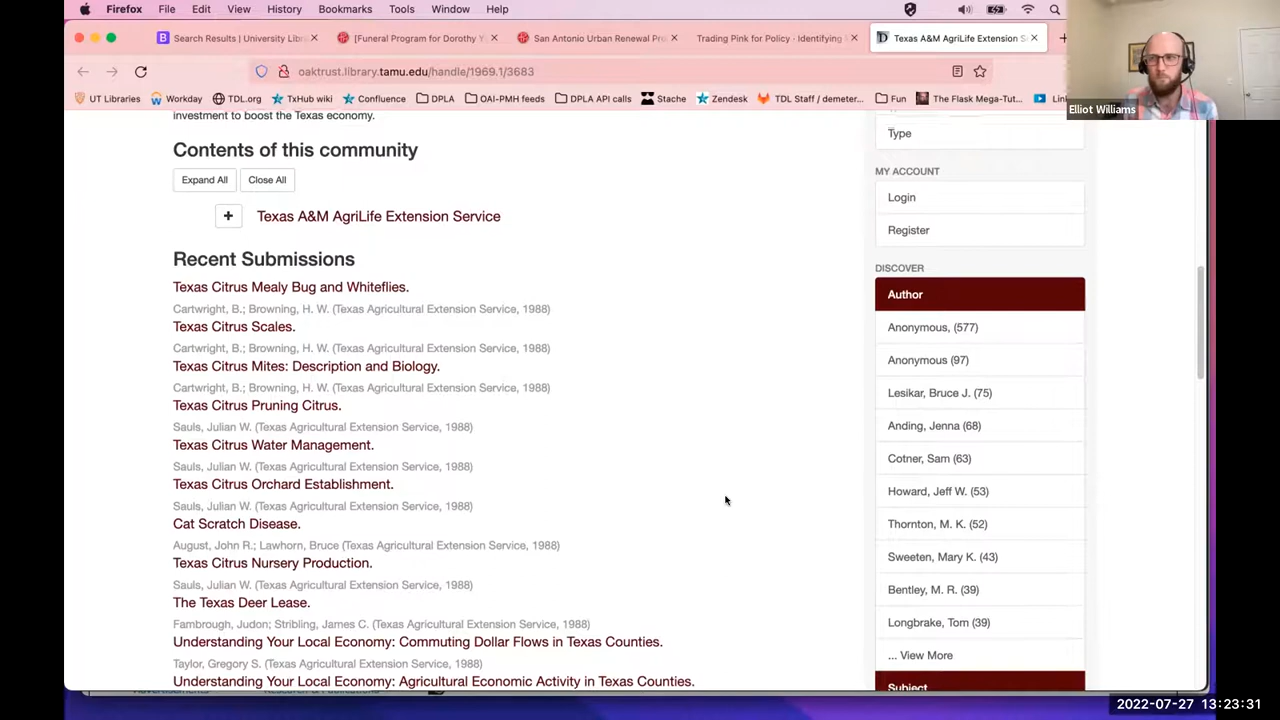 Firefox File Edit View History Bookmarks Tools Window Help
Search Results | University Libr
[Funeral Program for Dorothy Y
San Antonio Urban Renewal Pro
Trading Pink for Policy - Identifying
Texas A&M AgriLife Extension S
oaktrust.library.tamu.edu/handle/1969.1/3683
UT Libraries Workday TDL.org TxHub wiki Confluence DPLA OAI-PMH feeds DPLA API calls Stache Zendesk TDL Staff / demeter... Fun The Flask Mega-Tut... Link
Elliot Williams
investment to boost the Texas economy.
Contents of this community
Expand All Close All
+ Texas A&M AgriLife Extension Service
Recent Submissions
Texas Citrus Mealy Bug and Whiteflies.
Cartwright, B.; Browning, H. W. (Texas Agricultural Extension Service, 1988)
Texas Citrus Scales.
Cartwright, B.; Browning, H. W. (Texas Agricultural Extension Service, 1988)
Texas Citrus Mites: Description and Biology.
Cartwright, B.; Browning, H. W. (Texas Agricultural Extension Service, 1988)
Texas Citrus Pruning Citrus.
Sauls, Julian W. (Texas Agricultural Extension Service, 1988)
Texas Citrus Water Management.
Sauls, Julian W. (Texas Agricultural Extension Service, 1988)
Texas Citrus Orchard Establishment.
Sauls, Julian W. (Texas Agricultural Extension Service, 1988)
Cat Scratch Disease.
August, John R.; Lawhorn, Bruce (Texas Agricultural Extension Service, 1988)
Texas Citrus Nursery Production.
Sauls, Julian W. (Texas Agricultural Extension Service, 1988)
The Texas Deer Lease.
Fambrough, Judon; Stribling, James C. (Texas Agricultural Extension Service, 1988)
Understanding Your Local Economy: Commuting Dollar Flows in Texas Counties.
Taylor, Gregory S. (Texas Agricultural Extension Service, 1988)
Understanding Your Local Economy: Agricultural Economic Activity in Texas Counties.
Type
MY ACCOUNT
Login
Register
DISCOVER
Author
Anonymous, (577)
Anonymous (97)
Lesikar, Bruce J. (75)
Anding, Jenna (68)
Cotner, Sam (63)
Howard, Jeff W. (53)
Thornton, M. K. (52)
Sweeten, Mary K. (43)
Bentley, M. R. (39)
Longbrake, Tom (39)
... View More
Subject
2022-07-27 13:23:31